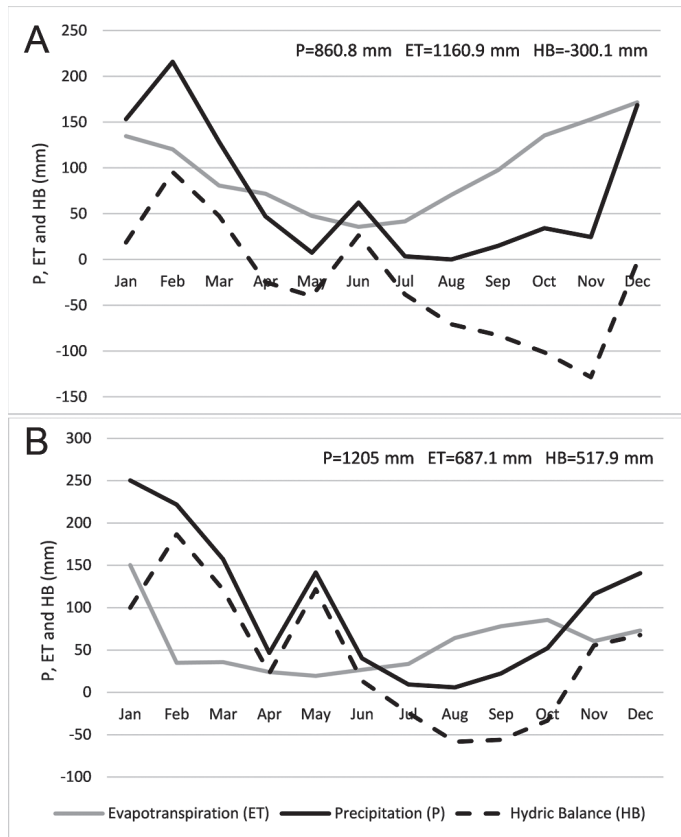 A
P=860.8 mm ET=1160.9 mm HB=-300.1 mm
P, ET and HB (mm)
250
200
150
100
50
0
-50
-100
-150
Jan Feb Mar Apr May Jun Jul Aug Sep Oct Nov Dec
B
P=1205 mm ET=687.1 mm HB=517.9 mm
P, ET and HB (mm)
300
250
200
150
100
50
0
-50
-100
Jan Feb Mar Apr May Jun Jul Aug Sep Oct Nov Dec
Evapotranspiration (ET) Precipitation (P) Hydric Balance (HB)